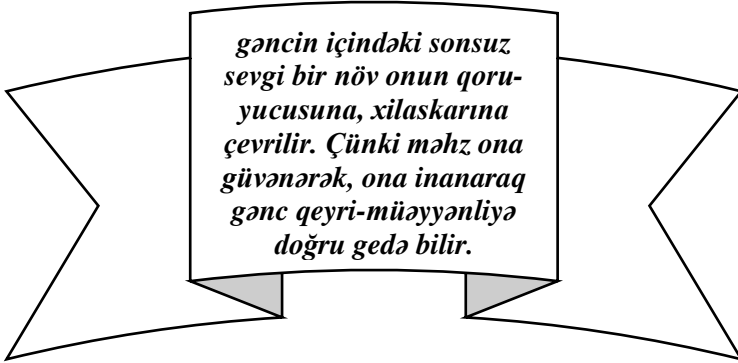 gəncin içindəki sonsuz
sevgi bir növ onun qoru-
yucusuna, xilaskarına
çevrilir. Çünki məhz ona
güvənərək, ona inanaraq
gənc qeyri-müəyyənliyə
doğru gedə bilir.